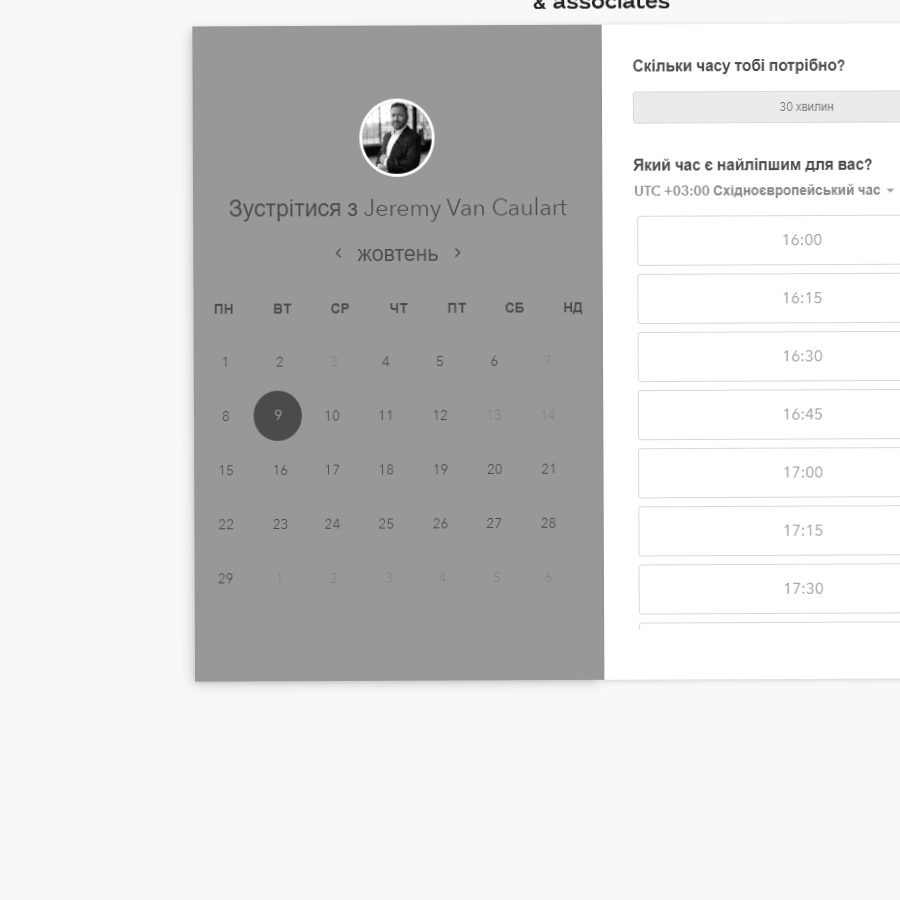 & associates
Зустрітися з Jeremy Van Caulart
жовтень
ПН ВТ СР ЧТ ПТ СБ НД
1 2 3 4 5 6 7
8 9 10 11 12 13 14
15 16 17 18 19 20 21
22 23 24 25 26 27 28
29 1 2 3 4 5 6
Скільки часу тобі потрібно?
30 хвилин
Який час є найліпшим для вас?
UTC +03:00 Східноєвропейський час
16:00
16:15
16:30
16:45
17:00
17:15
17:30